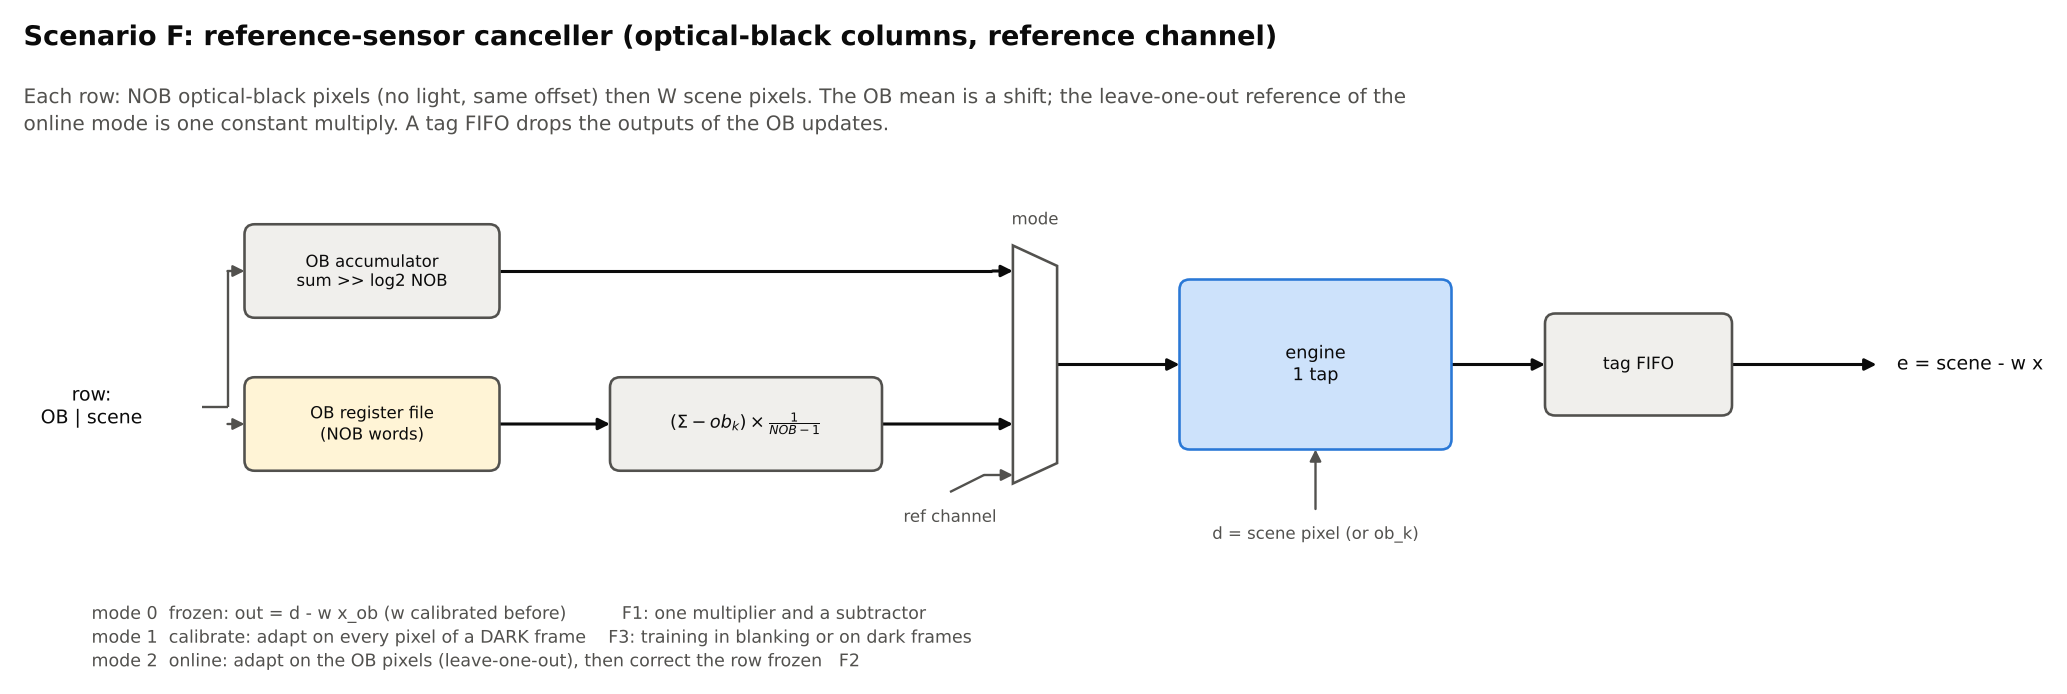 Scenario F: reference-sensor canceller (optical-black columns, reference channel)
Each row: NOB optical-black pixels (no light, same offset) then W scene pixels. The OB mean is a shift; the leave-one-out reference of the
online mode is one constant multiply. A tag FIFO drops the outputs of the OB updates.
mode
OB accumulator
sum >> log2 NOB
row:
OB | scene
OB register file
(NOB words)
(Σ − ob_k) × 1/(NOB − 1)
ref channel
engine
1 tap
d = scene pixel (or ob_k)
tag FIFO
e = scene - w x
mode 0  frozen: out = d - w x_ob (w calibrated before)  F1: one multiplier and a subtractor
mode 1  calibrate: adapt on every pixel of a DARK frame  F3: training in blanking or on dark frames
mode 2  online: adapt on the OB pixels (leave-one-out), then correct the row frozen  F2